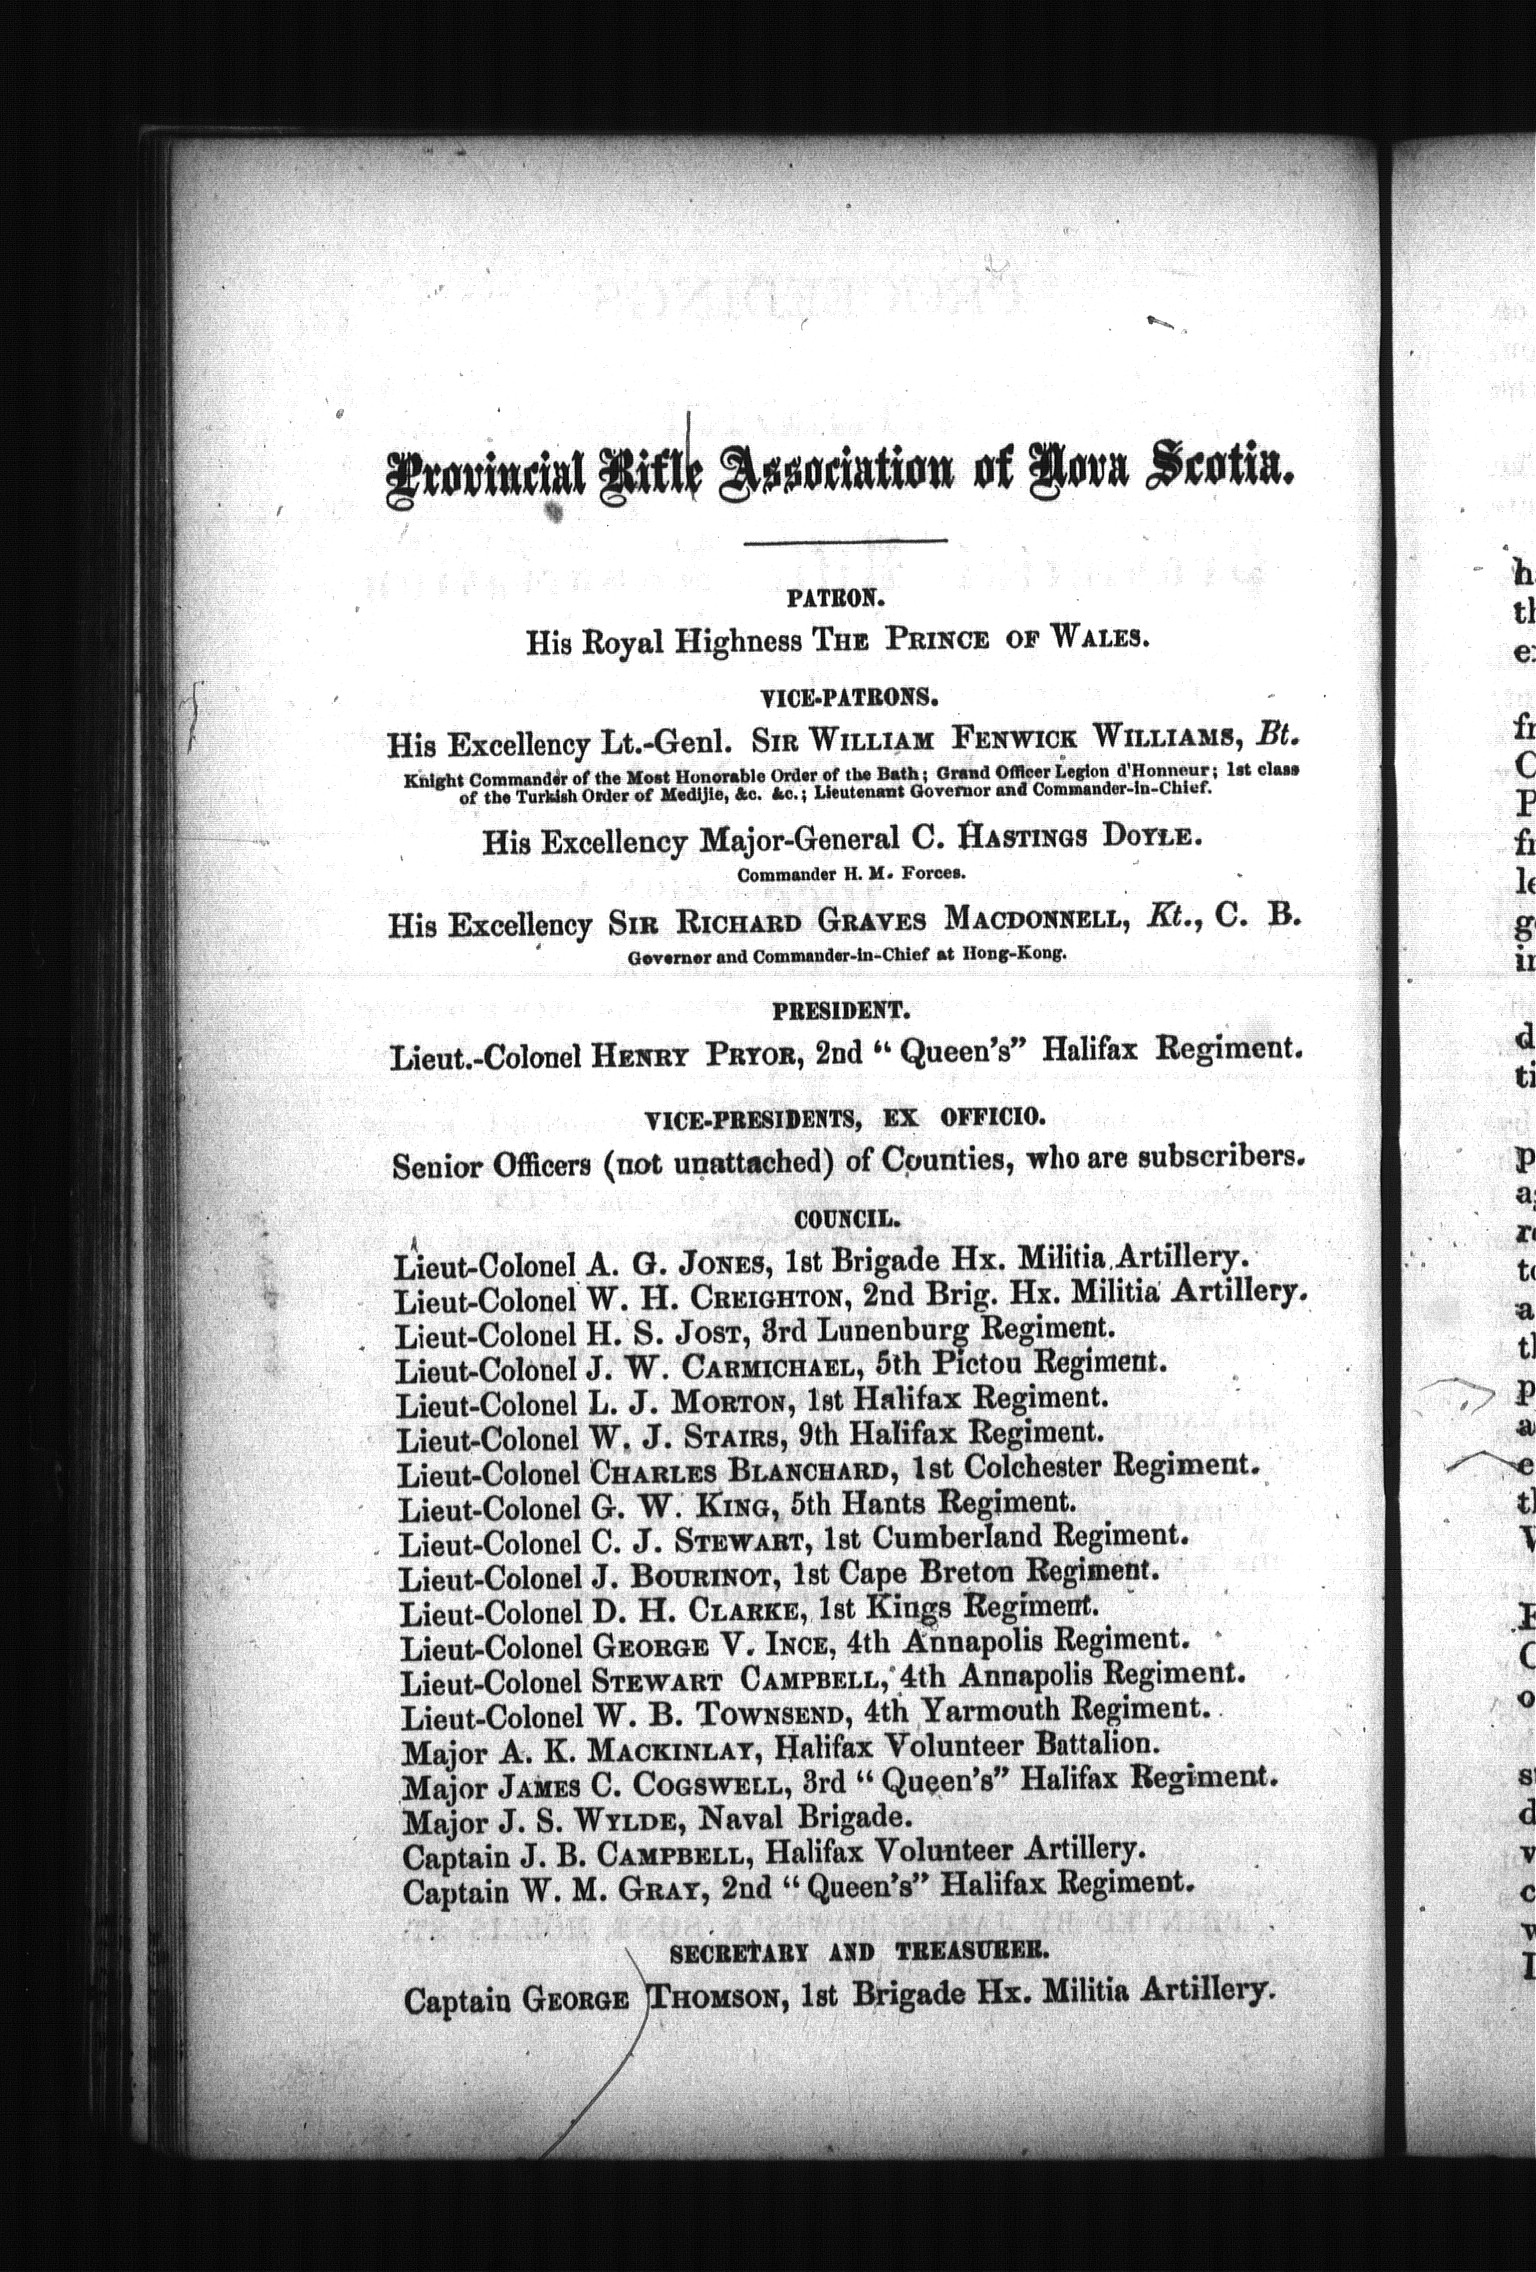 Provincial Rifle Association of Nova Scotia.
PATRON.
His Royal Highness THE PRINCE OF WALES.
VICE-PATRONS.
His Excellency Lt.-Genl. SIR WILLIAM FENWICK WILLIAMS, Bt.
Knight Commander of the Most Honorable Order of the Bath; Grand Officer Legion d'Honneur; 1st class
of the Turkish Order of Medijie, &c. &c.; Lieutenant Governor and Commander-in-Chief.
His Excellency Major-General C. HASTINGS DOYLE.
Commander H. M. Forces.
His Excellency SIR RICHARD GRAVES MACDONNELL, Kt., C. B.
Governor and Commander-in-Chief at Hong-Kong.
PRESIDENT.
Lieut.-Colonel HENRY PRYOR, 2nd "Queen's" Halifax Regiment.
VICE-PRESIDENTS, EX OFFICIO.
Senior Officers (not unattached) of Counties, who are subscribers.
COUNCIL.
Lieut-Colonel A. G. JONES, 1st Brigade Hx. Militia Artillery.
Lieut-Colonel W. H. CREIGHTON, 2nd Brig. Hx. Militia Artillery.
Lieut-Colonel H. S. JOST, 3rd Lunenburg Regiment.
Lieut-Colonel J. W. CARMICHAEL, 5th Pictou Regiment.
Lieut-Colonel L. J. MORTON, 1st Halifax Regiment.
Lieut-Colonel W. J. STAIRS, 9th Halifax Regiment.
Lieut-Colonel CHARLES BLANCHARD, 1st Colchester Regiment.
Lieut-Colonel G. W. KING, 5th Hants Regiment.
Lieut-Colonel C. J. STEWART, 1st Cumberland Regiment.
Lieut-Colonel J. BOURINOT, 1st Cape Breton Regiment.
Lieut-Colonel D. H. CLARKE, 1st Kings Regiment.
Lieut-Colonel GEORGE V. INCE, 4th Annapolis Regiment.
Lieut-Colonel STEWART CAMPBELL, 4th Annapolis Regiment.
Lieut-Colonel W. B. TOWNSEND, 4th Yarmouth Regiment.
Major A. K. MACKINLAY, Halifax Volunteer Battalion.
Major JAMES C. COGSWELL, 3rd "Queen's" Halifax Regiment.
Major J. S. WYLDE, Naval Brigade.
Captain J. B. CAMPBELL, Halifax Volunteer Artillery.
Captain W. M. GRAY, 2nd "Queen's" Halifax Regiment.
SECRETARY AND TREASURER.
Captain GEORGE THOMSON, 1st Brigade Hx. Militia Artillery.